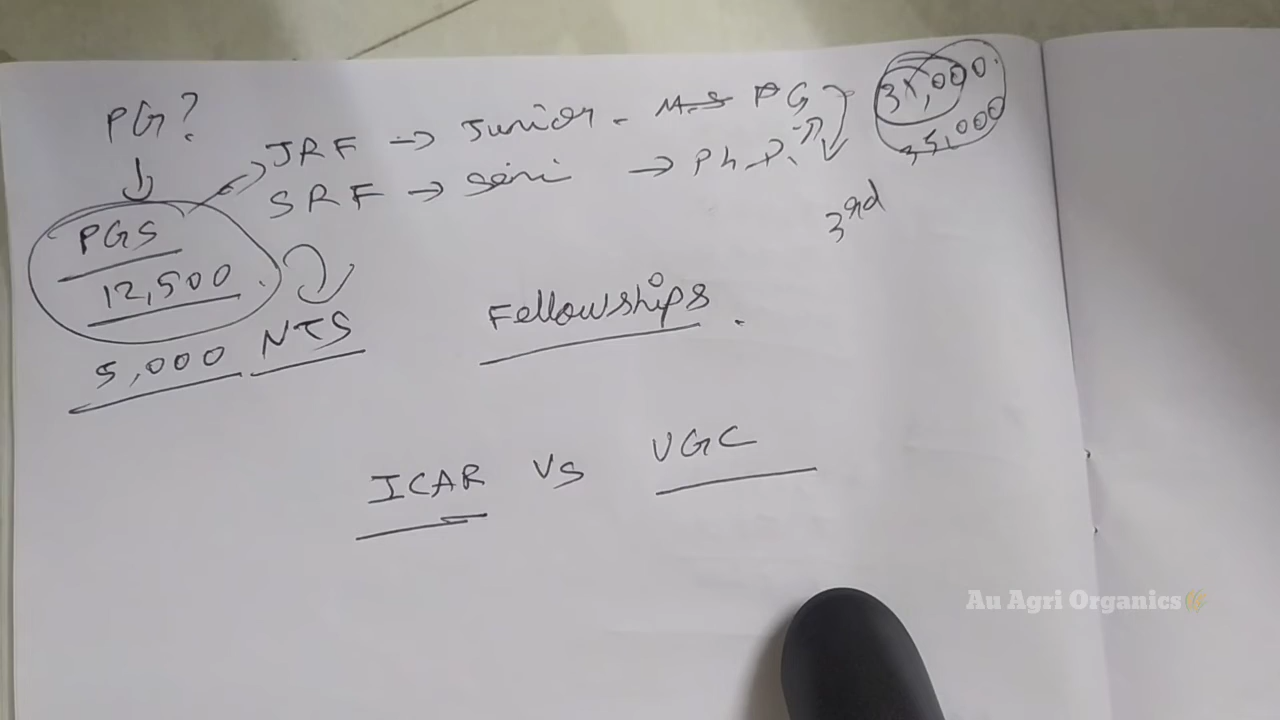 PG?
JRF → Junior - M.S PG 31,000
SRF → Seni → Ph.D. 35,000
3rd
PGS
12,500
5,000 NTS
Fellowships.
ICAR Vs UGC
Au Agri Organics